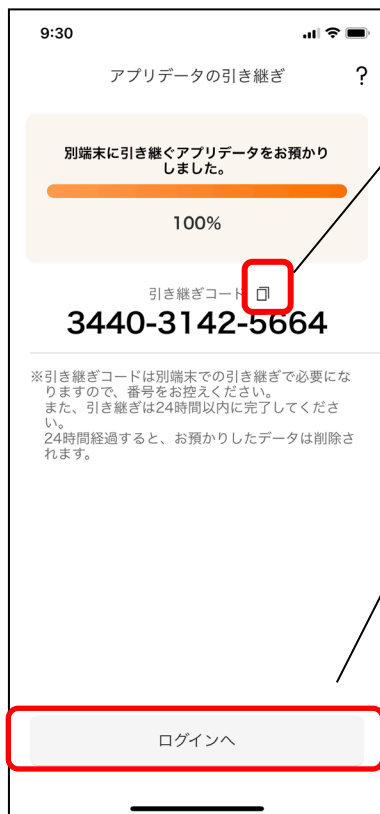 9:30
アプリデータの引き継ぎ ?
別端末に引き継ぐアプリデータをお預かり
しました。
100%
引き継ぎコード
3440-3142-5664
※引き継ぎコードは別端末での引き継ぎで必要にな
りますので、番号をお控えください。
また、引き継ぎは24時間以内に完了してくださ
い。
24時間経過すると、お預かりしたデータは削除さ
れます。
ログインへ